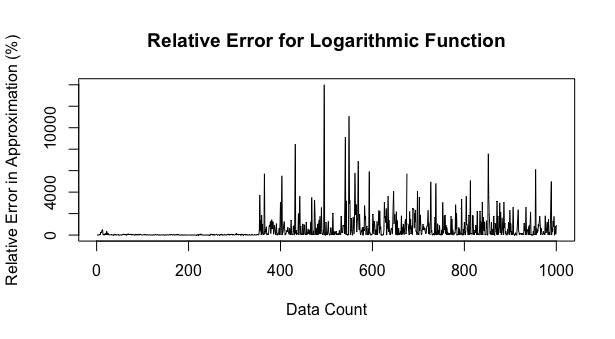 Relative Error for Logarithmic Function
Relative Error in Approximation (%)
10000
4000
0
0 200 400 600 800 1000
Data Count